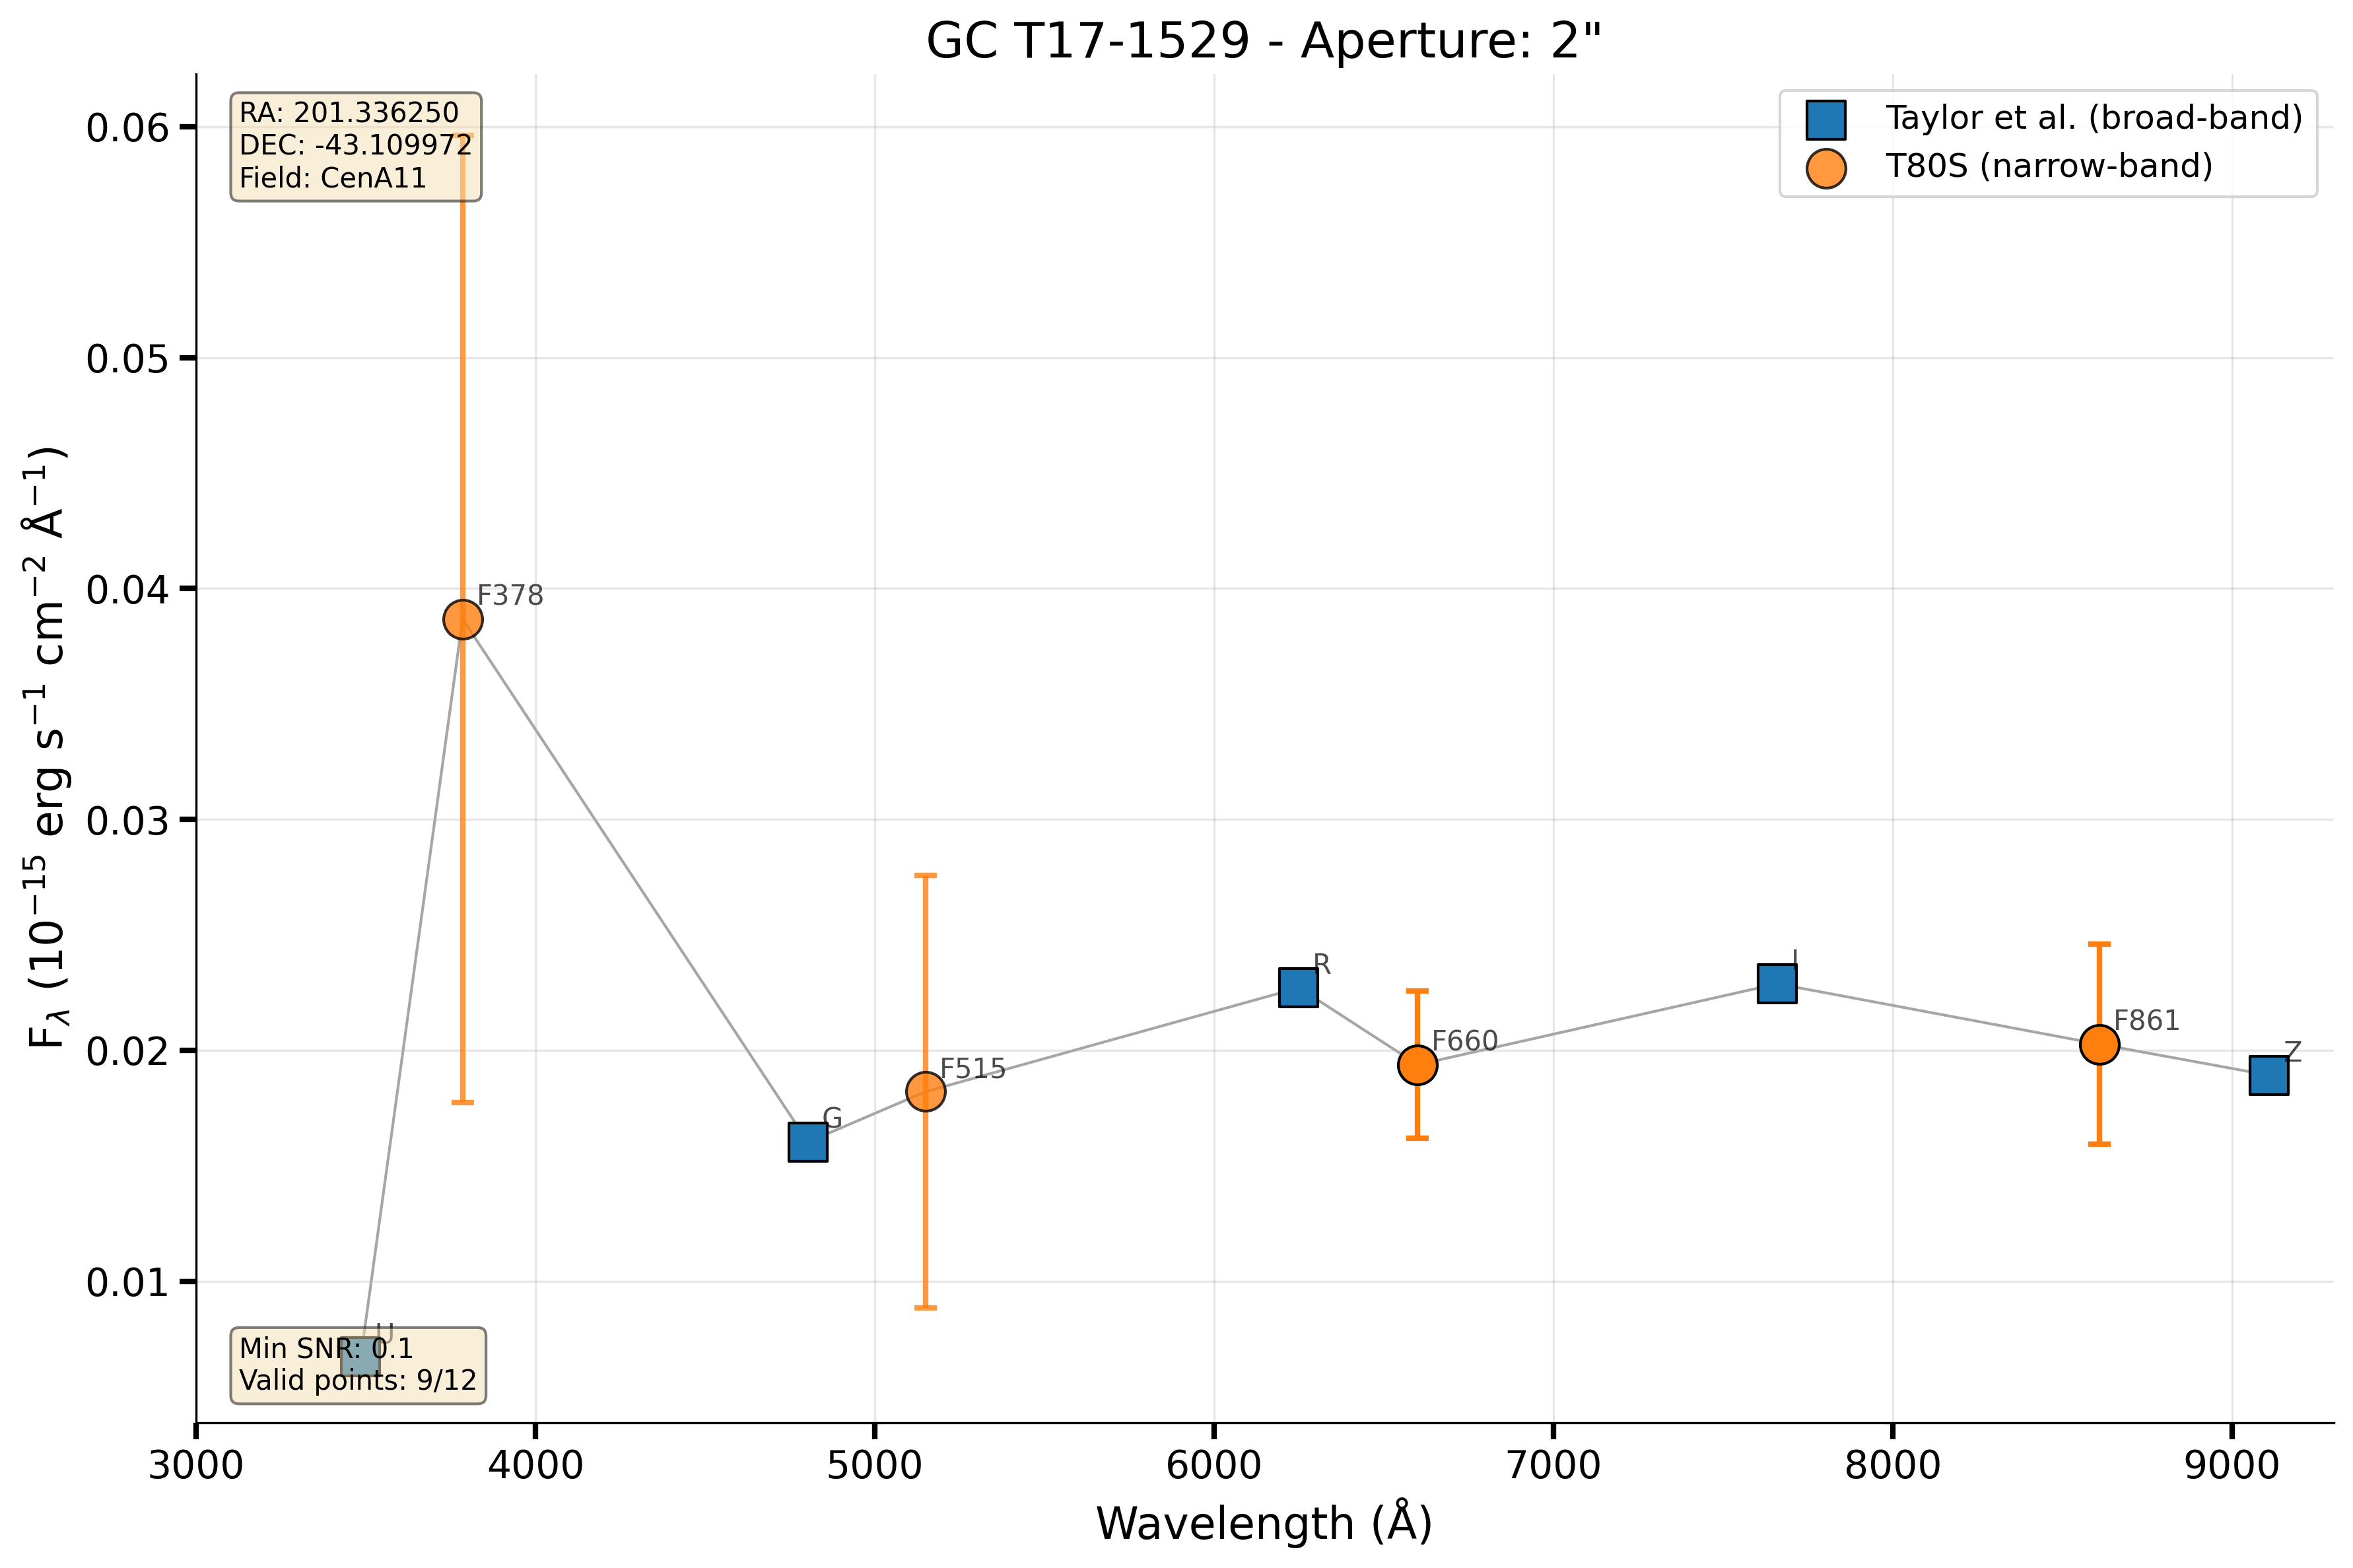 GC T17-1529 - Aperture: 2"
RA: 201.336250
DEC: -43.109972
Field: CenA11
Taylor et al. (broad-band)
T80S (narrow-band)
F_λ (10⁻¹⁵ erg s⁻¹ cm⁻² Å⁻¹)
0.06
0.05
0.04
0.03
0.02
0.01
F378
R
I
F861
F660
Z
F515
G
U
Min SNR: 0.1
Valid points: 9/12
3000 4000 5000 6000 7000 8000 9000
Wavelength (Å)